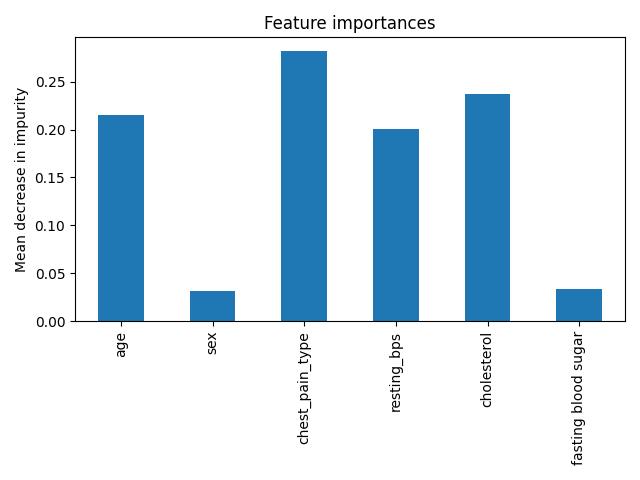 Feature importances
Mean decrease in impurity
0.25
0.20
0.15
0.10
0.05
0.00
age
sex
chest_pain_type
resting_bps
cholesterol
fasting blood sugar